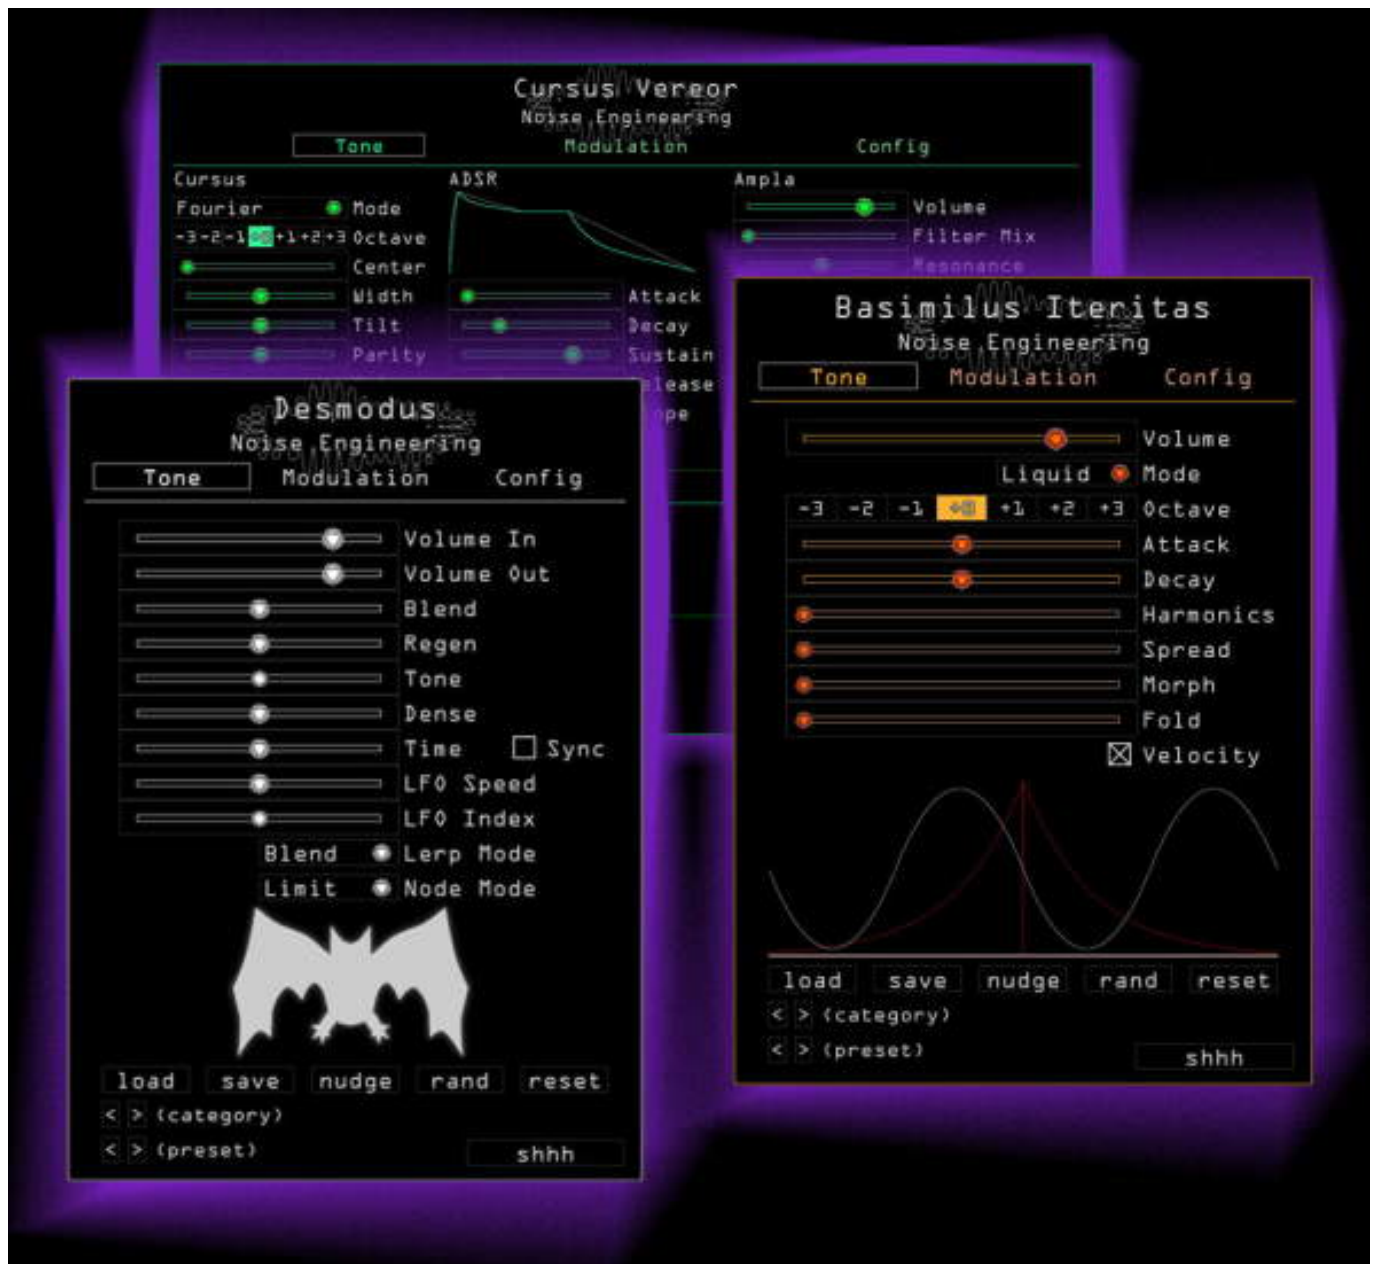 Cursus Vereor
Noise Engineering
Tone Modulation Config
Cursus ADSR Ampla
Fourier Mode
-3 -2 -1 +0 +1 +2 +3 Octave
Center
Width
Tilt
Parity
Attack
Decay
Sustain
Volume
Filter Mix
Resonance
Basimilus Iteritas
Noise Engineering
Tone Modulation Config
Volume
Liquid Mode
-3 -2 -1 +0 +1 +2 +3 Octave
Attack
Decay
Harmonics
Spread
Morph
Fold
Velocity
load save nudge rand reset
< > (category)
< > (preset)
shhh
Desmodus
Noise Engineering
Tone Modulation Config
Volume In
Volume Out
Blend
Regen
Tone
Dense
Time Sync
LFO Speed
LFO Index
Blend Lerp Mode
Limit Node Mode
load save nudge rand reset
< > (category)
< > (preset)
shhh